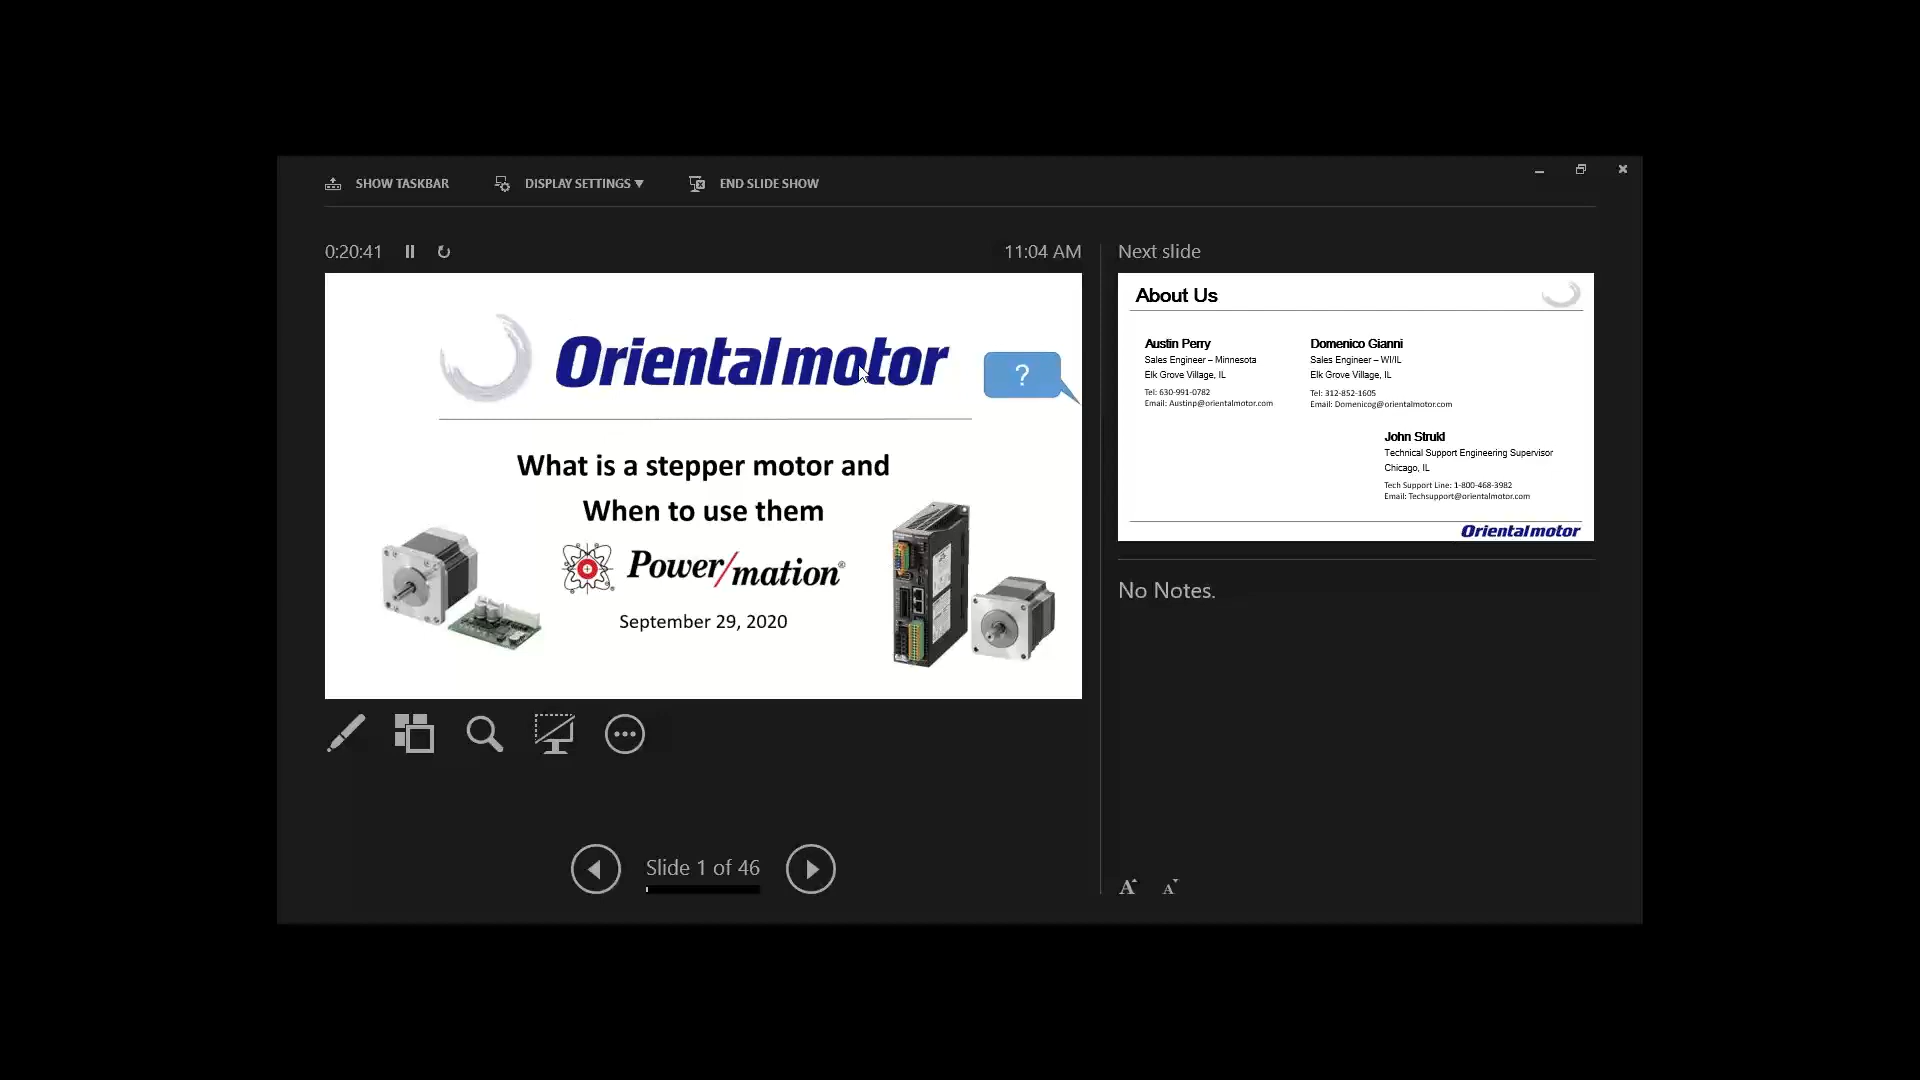 SHOW TASKBAR
DISPLAY SETTINGS ▼
END SLIDE SHOW
0:20:41
11:04 AM
Orientalmotor
?
What is a stepper motor and
When to use them
Power/mation®
September 29, 2020
Slide 1 of 46
Next slide
About Us
Austin Perry
Sales Engineer – Minnesota
Elk Grove Village, IL
Tel: 630-991-0782
Email: Austinp@orientalmotor.com
Domenico Gianni
Sales Engineer – WI/IL
Elk Grove Village, IL
Tel: 312-852-1605
Email: Domenicog@orientalmotor.com
John Strukl
Technical Support Engineering Supervisor
Chicago, IL
Tech Support Line: 1-800-468-3982
Email: Techsupport@orientalmotor.com
Orientalmotor
No Notes.
A A